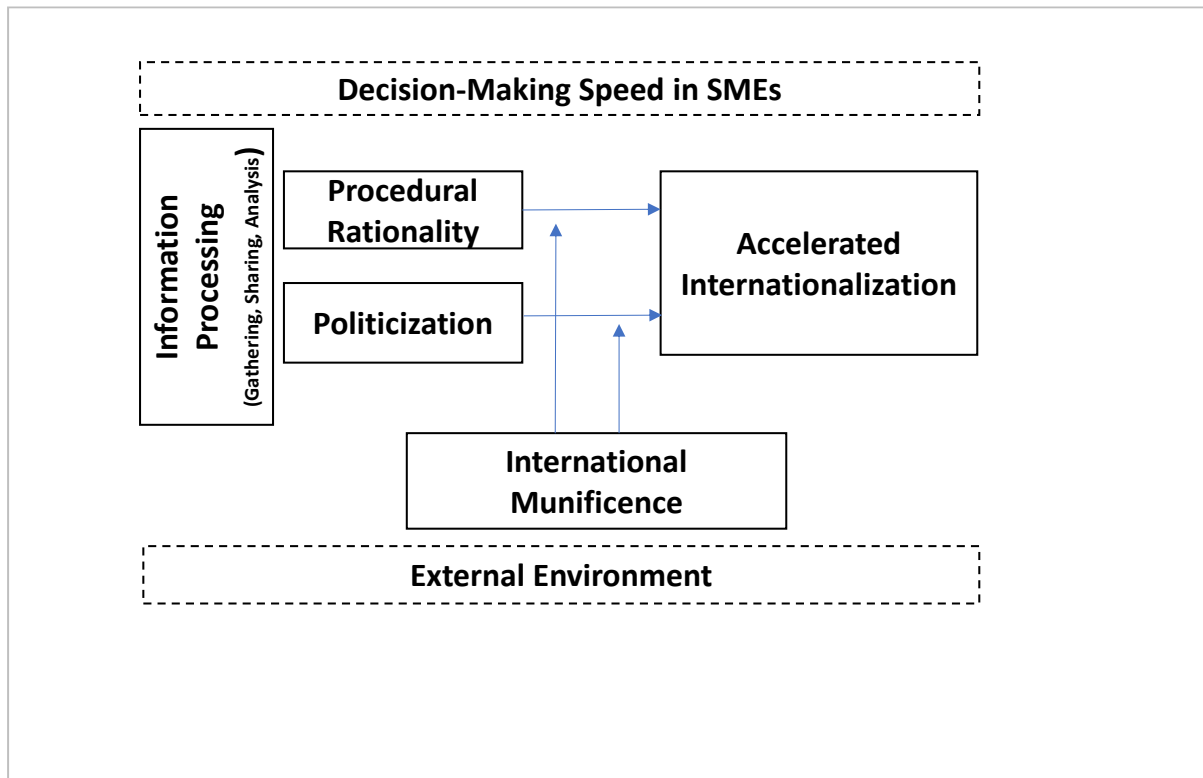 Decision-Making Speed in SMEs
Information
Processing
(Gathering, Sharing, Analysis)
Procedural
Rationality
Politicization
Accelerated
Internationalization
International
Munificence
External Environment